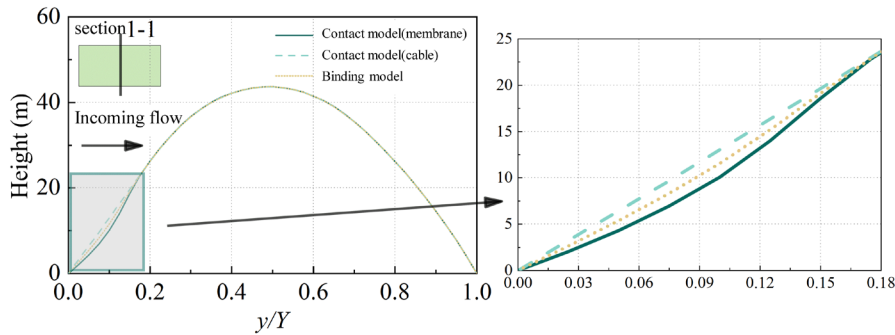 60
section1-1
Contact model(membrane)
Contact model(cable)
Binding model
40
Incoming flow
Height (m)
20
0
0.0 0.2 0.4 0.6 0.8 1.0
y/Y
25
20
15
10
5
0
0.00 0.03 0.06 0.09 0.12 0.15 0.18